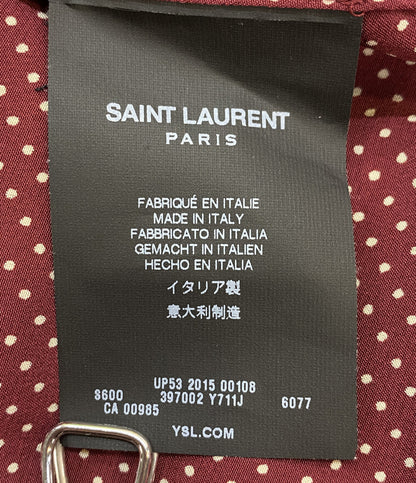 SAINT LAURENT
PARIS
FABRIQUÉ EN ITALIE
MADE IN ITALY
FABBRICATO IN ITALIA
GEMACHT IN ITALIEN
HECHO EN ITALIA
イタリア製
意大利制造
UP53 2015 00108
8600 397002 Y711J 6077
CA 00985
YSL.COM